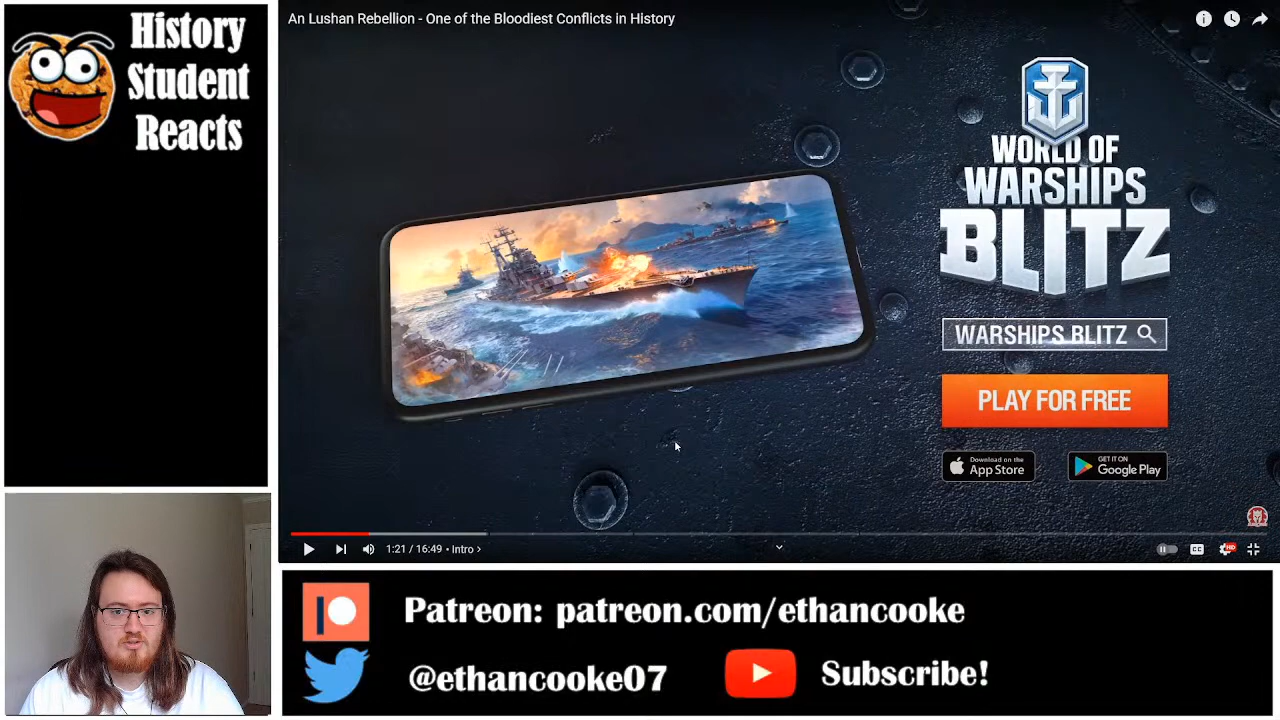 History
Student
Reacts
An Lushan Rebellion - One of the Bloodiest Conflicts in History
WORLD OF
WARSHIPS
BLITZ
WARSHIPS BLITZ
PLAY FOR FREE
Download on the
App Store
GET IT ON
Google Play
1:21 / 16:49 • Intro >
CC
HD
Patreon: patreon.com/ethancooke
@ethancooke07
Subscribe!